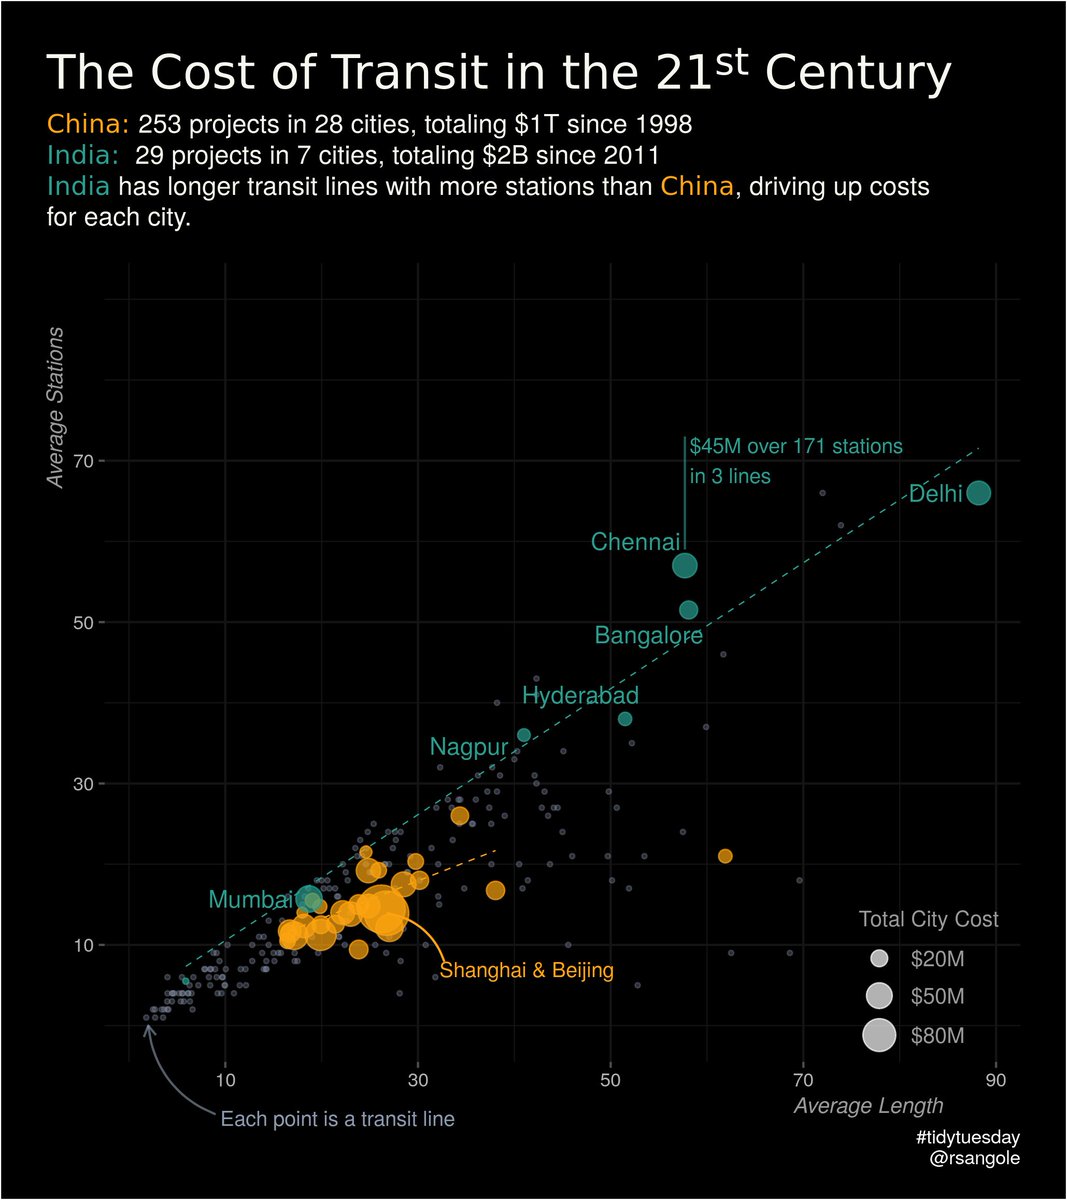 The Cost of Transit in the 21st Century
China: 253 projects in 28 cities, totaling $1T since 1998
India: 29 projects in 7 cities, totaling $2B since 2011
India has longer transit lines with more stations than China, driving up costs
for each city.
Average Stations
$45M over 171 stations
in 3 lines
70
Delhi
Chennai
50
Bangalore
Hyderabad
Nagpur
30
Mumbai
Total City Cost
10
$20M
Shanghai & Beijing
$50M
$80M
10 30 50 70 90
Average Length
Each point is a transit line
#tidytuesday
@rsangole